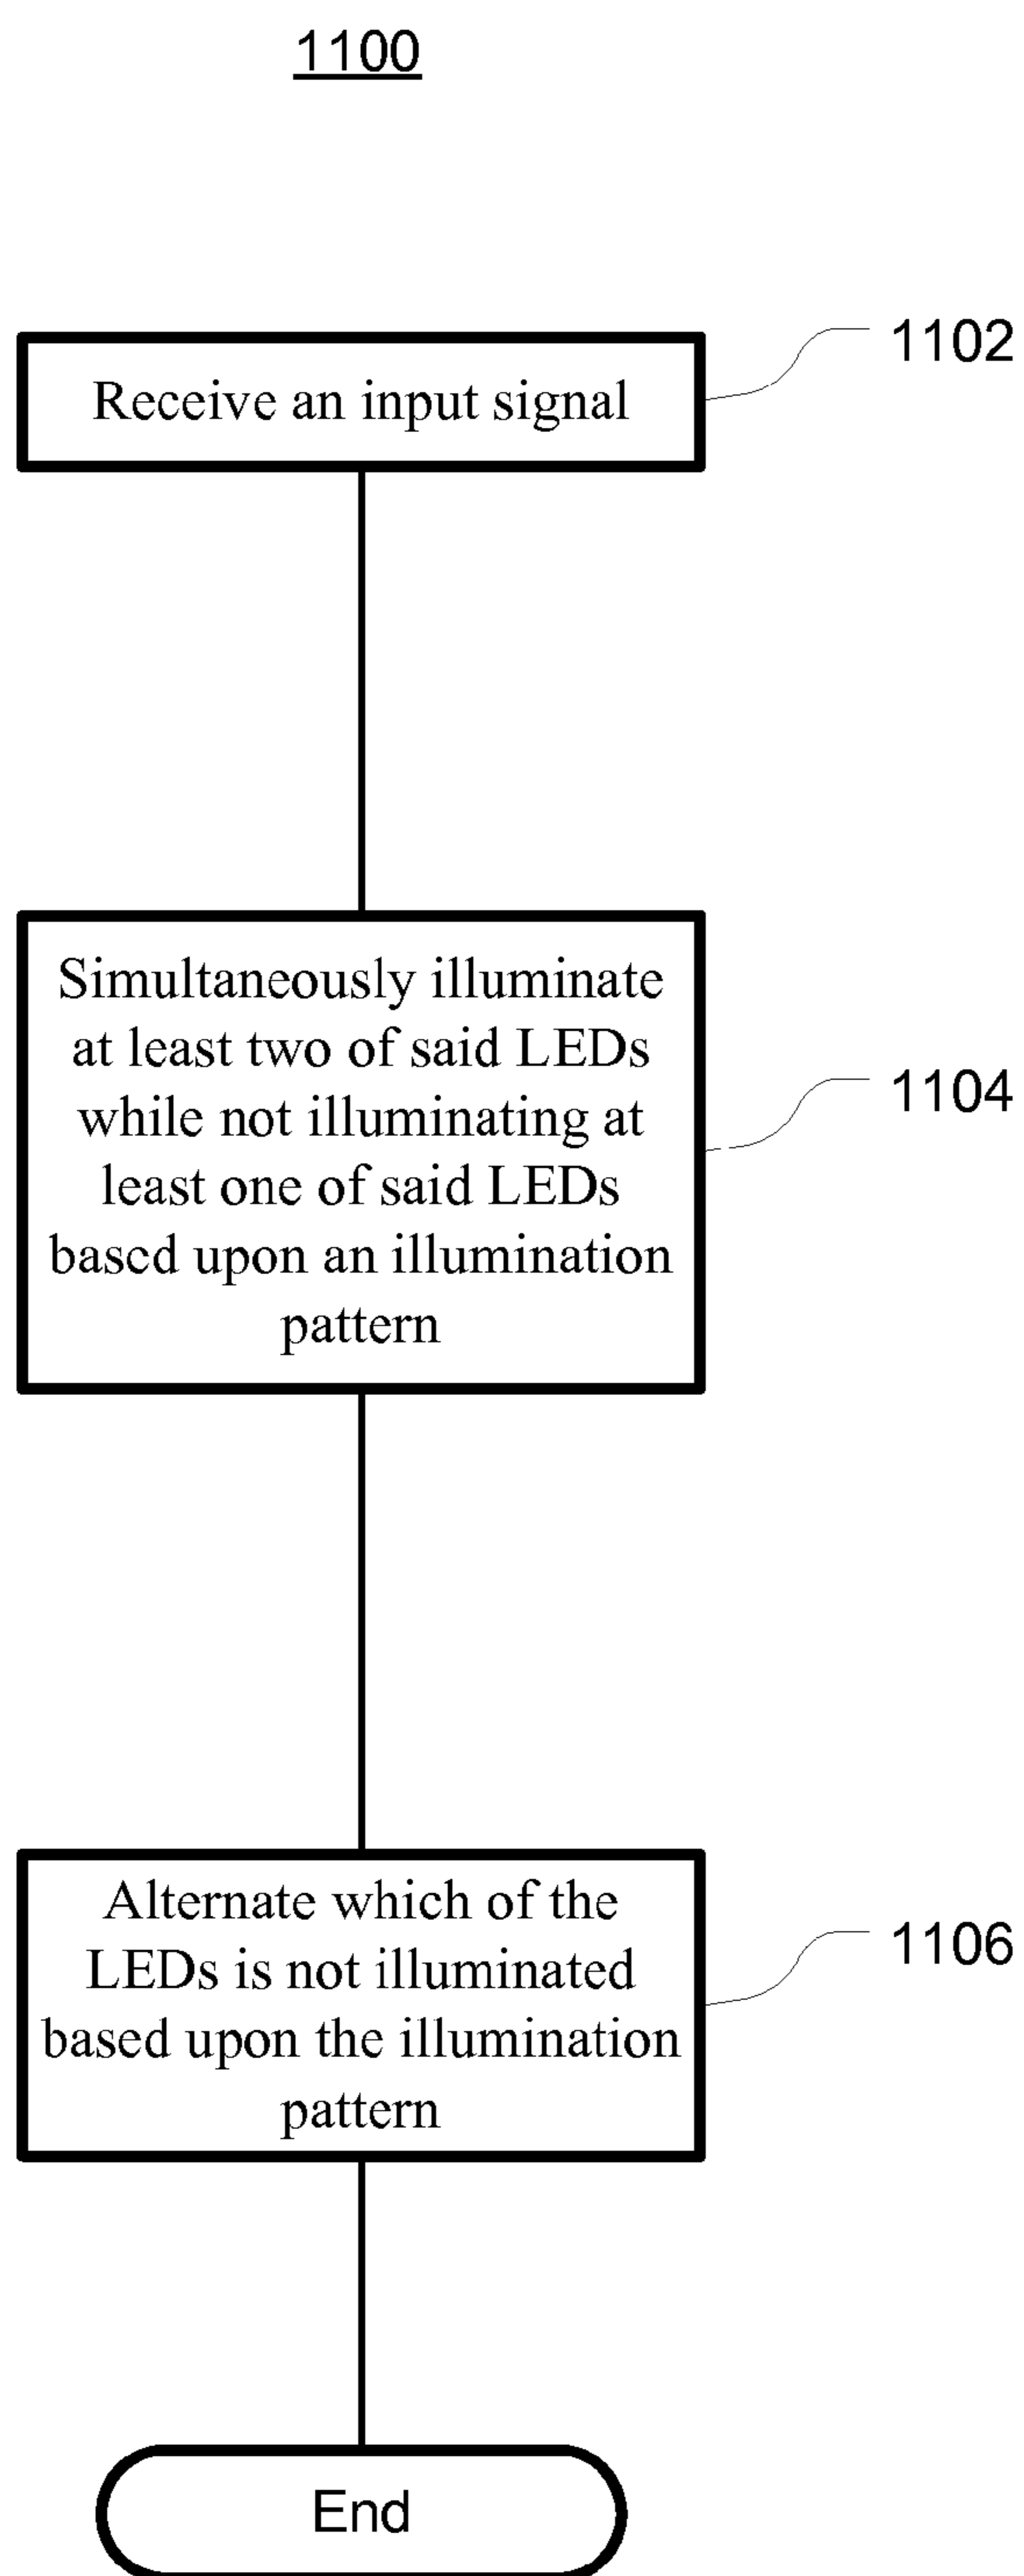 1100
Receive an input signal
1102
Simultaneously illuminate
at least two of said LEDs
while not illuminating at
least one of said LEDs
based upon an illumination
pattern
1104
Alternate which of the
LEDs is not illuminated
based upon the illumination
pattern
1106
End